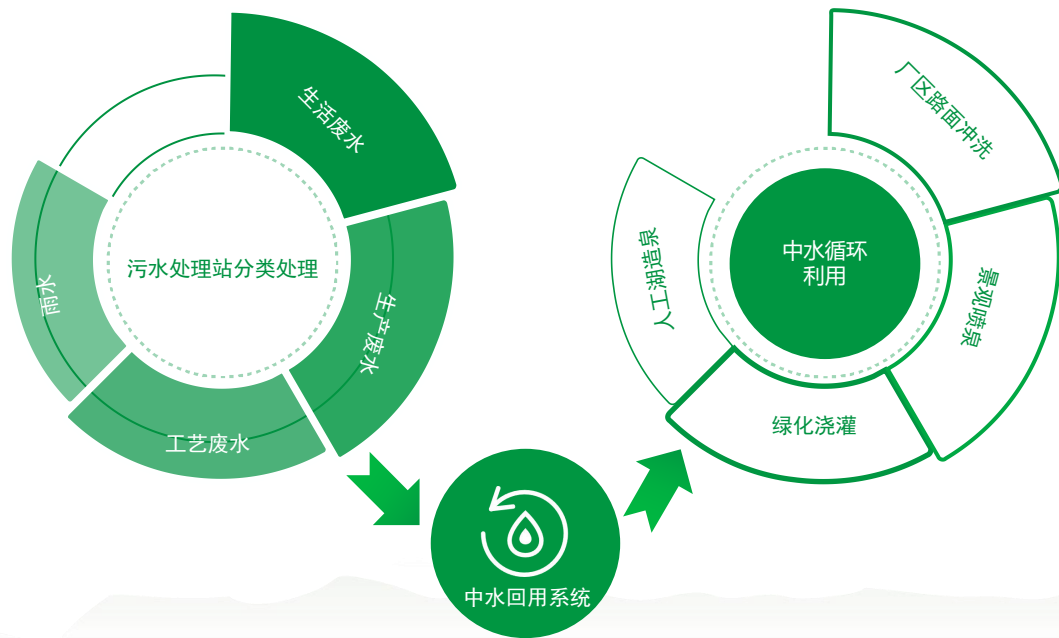 生活废水
生产废水
工艺废水
雨水
污水处理站分类处理
中水回用系统
厂区路面冲洗
景观喷泉
绿化浇灌
人工湖造泉
中水循环
利用